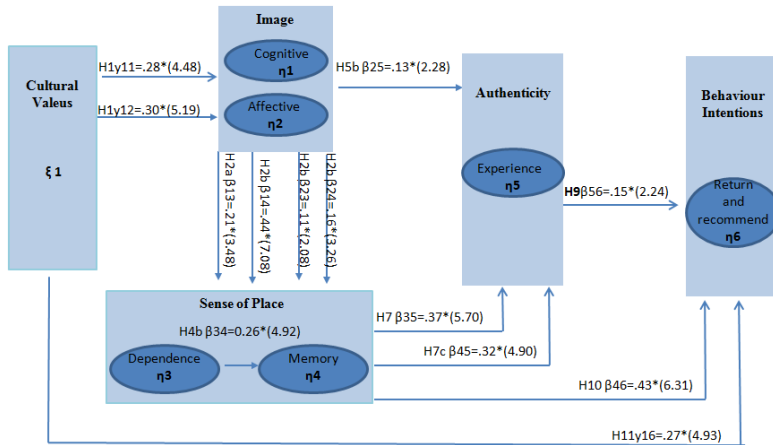 Image
Cognitive
η1
Affective
η2
Cultural
Valeus
ξ 1
H1y11=.28*(4.48)
H1y12=.30*(5.19)
H5b β25=.13*(2.28)
Authenticity
Experience
η5
Behaviour
Intentions
H9β56=.15*(2.24)
Return
and
recommend
η6
H2a β13=.21*(3.48)
H2b β14=.44*(7.08)
H2b β23=.11*(2.08)
H2b β24=.16*(3.26)
Sense of Place
H4b β34=0.26*(4.92)
Dependence
η3
Memory
η4
H7 β35=.37*(5.70)
H7c β45=.32*(4.90)
H10 β46=.43*(6.31)
H11y16=.27*(4.93)